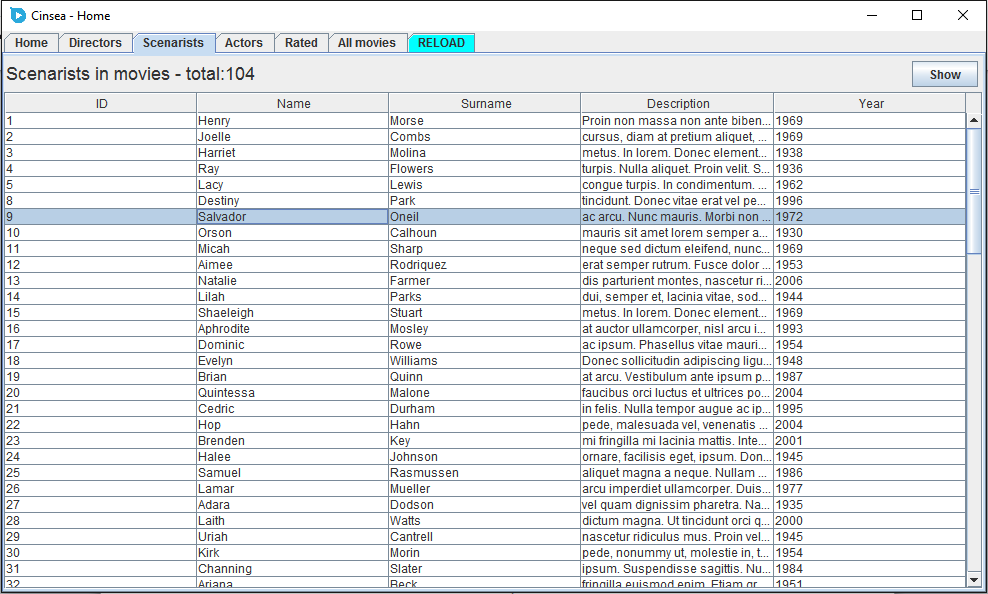 Cinsea - Home
Home Directors Scenarists Actors Rated All movies RELOAD
Scenarists in movies - total:104 Show
ID Name Surname Description Year
1 Henry Morse Proin non massa non ante biben... 1969
2 Joelle Combs cursus, diam at pretium aliquet, ... 1969
3 Harriet Molina metus. In lorem. Donec element... 1938
4 Ray Flowers turpis. Nulla aliquet. Proin velit. S... 1936
5 Lacy Lewis congue turpis. In condimentum. ... 1962
8 Destiny Park tincidunt. Donec vitae erat vel pe... 1996
9 Salvador Oneil ac arcu. Nunc mauris. Morbi non ... 1972
10 Orson Calhoun mauris sit amet lorem semper a... 1930
11 Micah Sharp neque sed dictum eleifend, nunc... 1969
12 Aimee Rodriquez erat semper rutrum. Fusce dolor ... 1953
13 Natalie Farmer dis parturient montes, nascetur ri... 2006
14 Lilah Parks dui, semper et, lacinia vitae, sod... 1944
15 Shaeleigh Stuart metus. In lorem. Donec element... 1969
16 Aphrodite Mosley at auctor ullamcorper, nisl arcu i... 1993
17 Dominic Rowe ac ipsum. Phasellus vitae mauri... 1954
18 Evelyn Williams Donec sollicitudin adipiscing ligu... 1948
19 Brian Quinn at arcu. Vestibulum ante ipsum p... 1987
20 Quintessa Malone faucibus orci luctus et ultrices po... 2004
21 Cedric Durham in felis. Nulla tempor augue ac ip... 1995
22 Hop Hahn pede, malesuada vel, venenatis ... 2004
23 Brenden Key mi fringilla mi lacinia mattis. Inte... 2001
24 Halee Johnson ornare, facilisis eget, ipsum. Don... 1945
25 Samuel Rasmussen aliquet magna a neque. Nullam ... 1986
26 Lamar Mueller arcu imperdiet ullamcorper. Duis... 1977
27 Adara Dodson vel quam dignissim pharetra. Na... 1935
28 Laith Watts dictum magna. Ut tincidunt orci q... 2000
29 Uriah Cantrell nascetur ridiculus mus. Proin vel... 1945
30 Kirk Morin pede, nonummy ut, molestie in, t... 1954
31 Channing Slater ipsum. Suspendisse sagittis. Nu... 1984
32 Ariana Beck fringilla euismod enim. Etiam gr... 1951